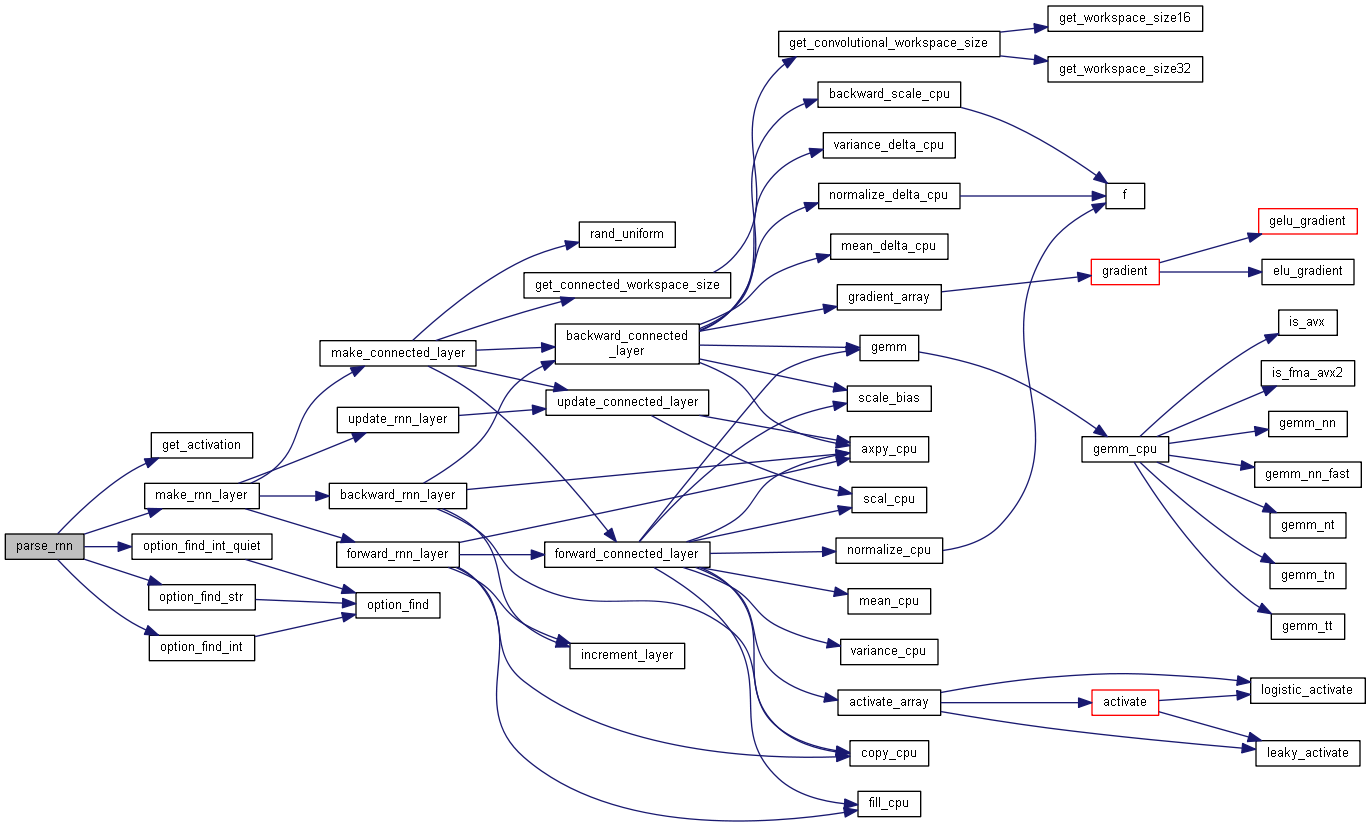 get_workspace_size16
get_convolutional_workspace_size
get_workspace_size32
backward_scale_cpu
variance_delta_cpu
normalize_delta_cpu
f
rand_uniform
gelu_gradient
mean_delta_cpu
gradient
elu_gradient
get_connected_workspace_size
gradient_array
is_avx
backward_connected
_layer
make_connected_layer
gemm
is_fma_avx2
scale_bias
update_connected_layer
update_rnn_layer
gemm_nn
get_activation
axpy_cpu
gemm_cpu
gemm_nn_fast
make_rnn_layer
backward_rnn_layer
scal_cpu
gemm_nt
parse_rnn
option_find_int_quiet
forward_rnn_layer
forward_connected_layer
normalize_cpu
gemm_tn
option_find_str
option_find
mean_cpu
gemm_tt
option_find_int
increment_layer
variance_cpu
logistic_activate
activate_array
activate
copy_cpu
leaky_activate
fill_cpu